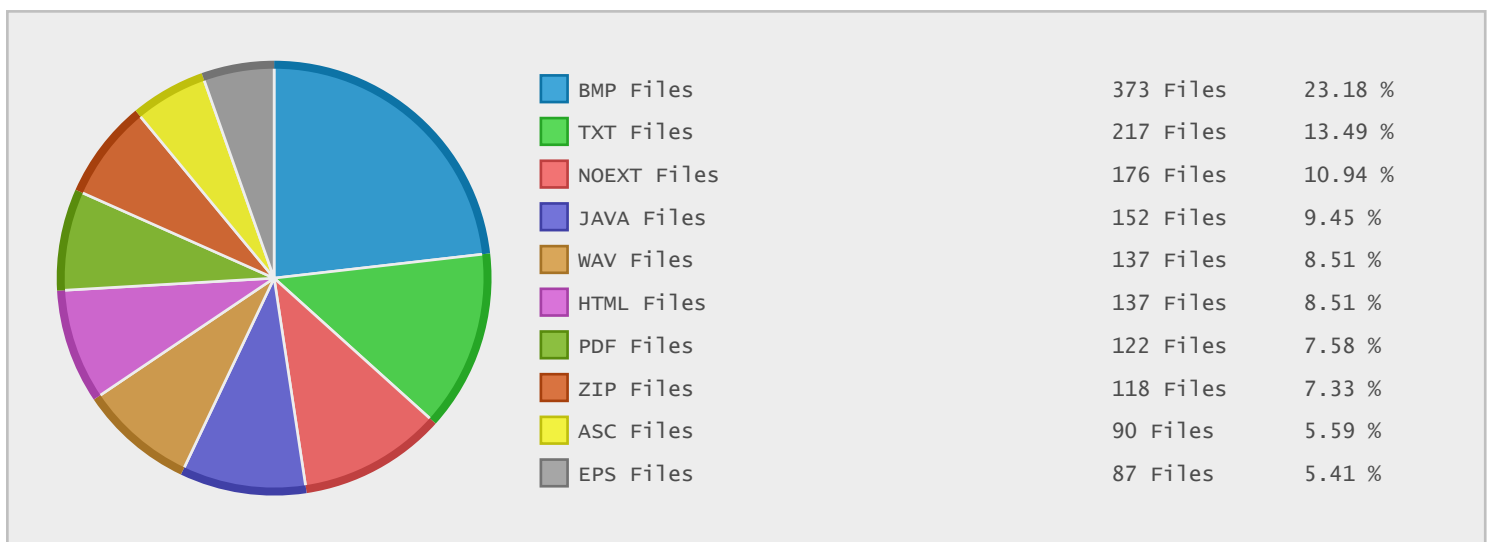 BMP Files 373 Files 23.18 %
TXT Files 217 Files 13.49 %
NOEXT Files 176 Files 10.94 %
JAVA Files 152 Files 9.45 %
WAV Files 137 Files 8.51 %
HTML Files 137 Files 8.51 %
PDF Files 122 Files 7.58 %
ZIP Files 118 Files 7.33 %
ASC Files 90 Files 5.59 %
EPS Files 87 Files 5.41 %